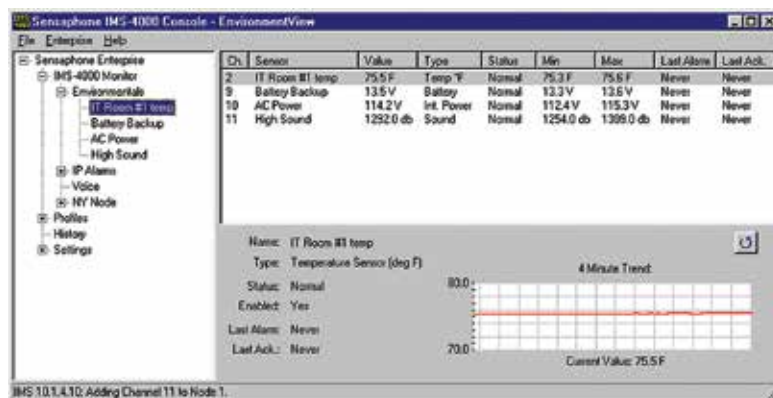 Sensaphone IMS-4000 Console - EnvironmentView
File Enterprise Help
Sensaphone Enterprise
IMS-4000 Monitor
Environmentals
IT Room #1 temp
Battery Backup
AC Power
High Sound
IP Alarms
Voice
NY Node
Profiles
History
Settings
Ch. Sensor Value Type Status Min Max Last Alarm Last Ack.
2 IT Room #1 temp 75.5 F Temp °F Normal 75.3 F 75.6 F Never Never
9 Battery Backup 13.5 V Battery Normal 13.3 V 13.6 V Never Never
10 AC Power 114.2 V Int. Power Normal 112.4 V 115.3 V Never Never
11 High Sound 1292.0 db Sound Normal 1254.0 db 1309.0 db Never Never
Name: IT Room #1 temp
Type: Temperature Sensor (deg F)
Status: Normal
Enabled: Yes
Last Alarm: Never
Last Ack.: Never
4 Minute Trend:
80.0
70.0
Current Value: 75.5 F
IMS 10.1.4.10: Adding Channel 11 to Node 1.